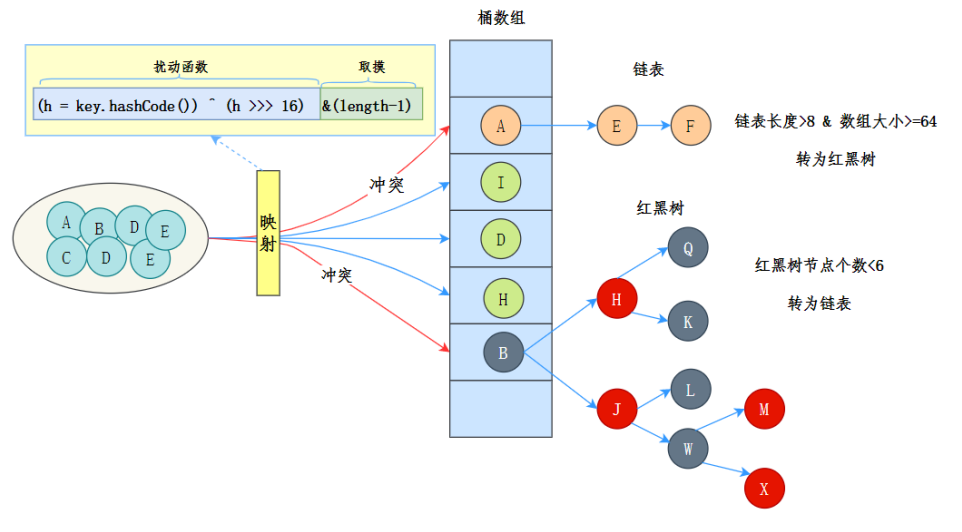 桶数组
扰动函数
取摸
(h = key.hashCode()) ^ (h >>> 16)
&(length-1)
链表
A
E
F
链表长度>8 & 数组大小>=64
转为红黑树
冲突
I
映射
A
B
D
E
C
D
E
D
红黑树
Q
红黑树节点个数<6
转为链表
冲突
H
H
K
B
J
L
M
W
X